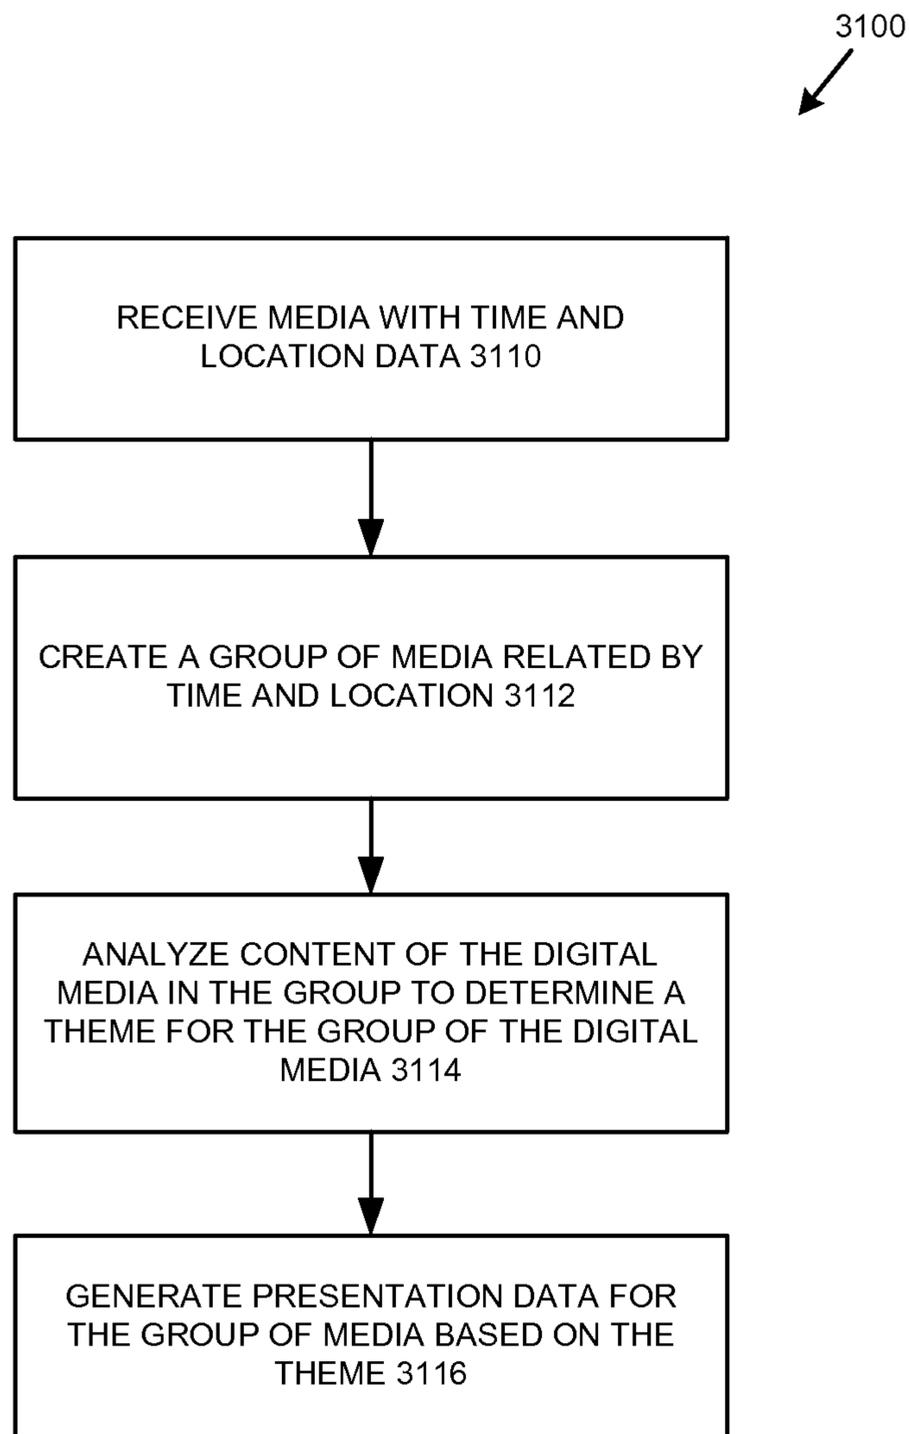 3100
RECEIVE MEDIA WITH TIME AND
LOCATION DATA 3110
CREATE A GROUP OF MEDIA RELATED BY
TIME AND LOCATION 3112
ANALYZE CONTENT OF THE DIGITAL
MEDIA IN THE GROUP TO DETERMINE A
THEME FOR THE GROUP OF THE DIGITAL
MEDIA 3114
GENERATE PRESENTATION DATA FOR
THE GROUP OF MEDIA BASED ON THE
THEME 3116